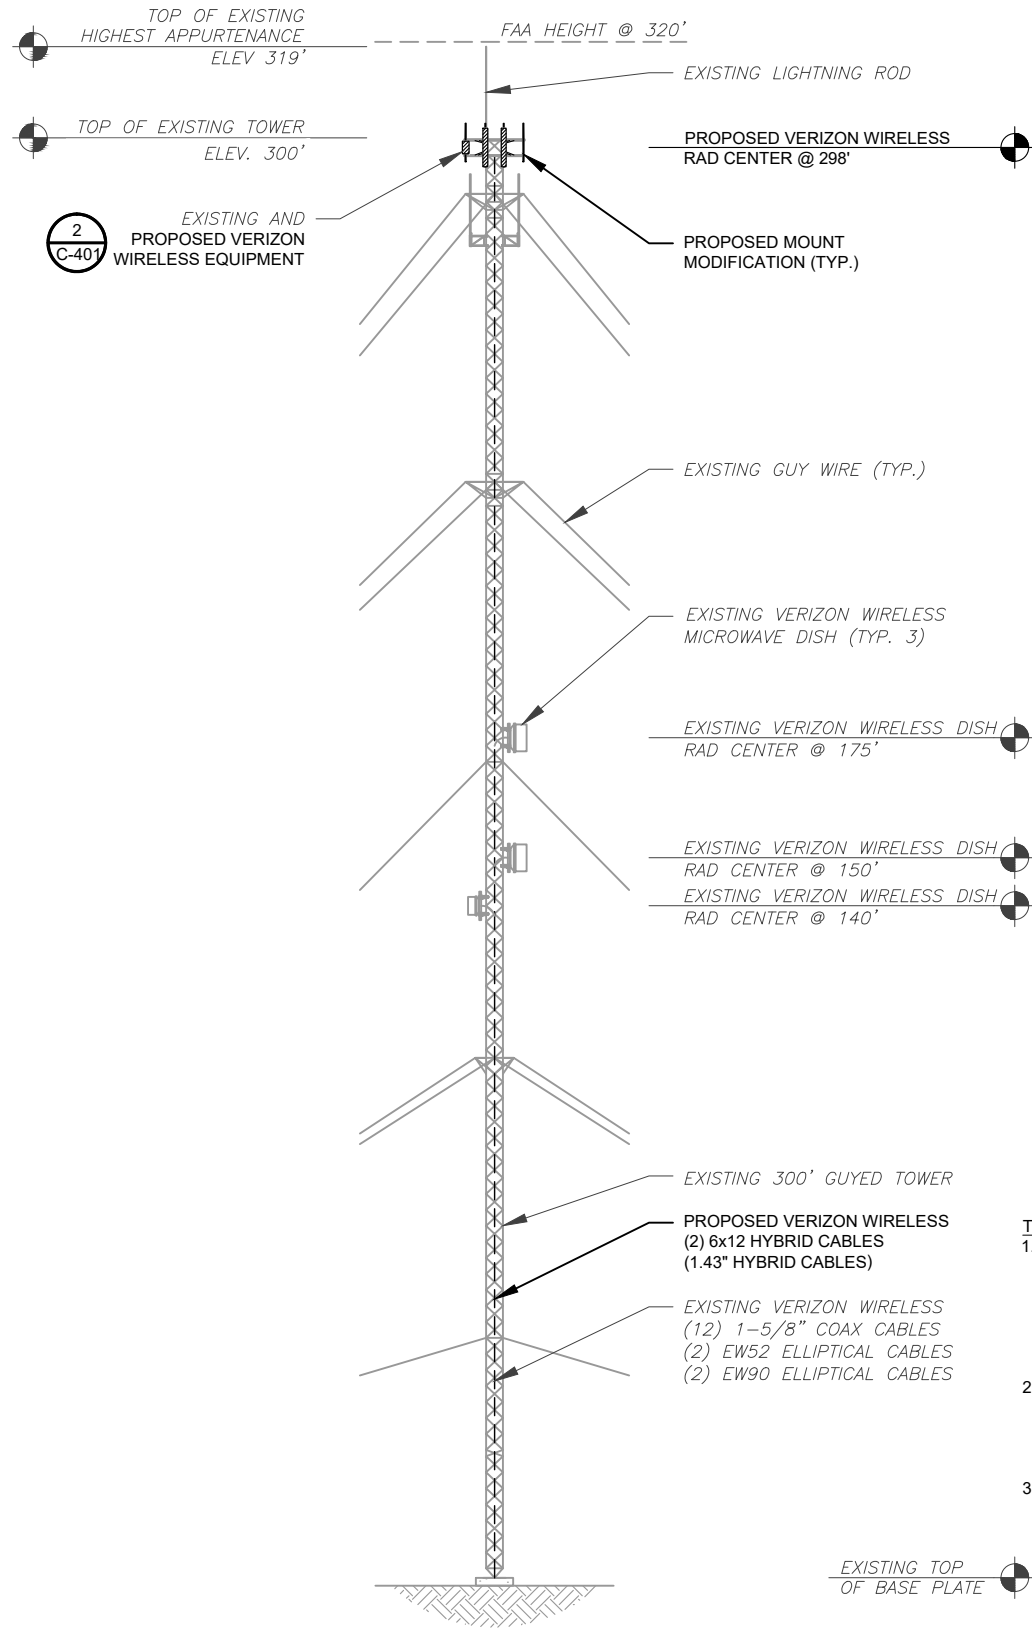 TOP OF EXISTING
HIGHEST APPURTENANCE
ELEV 319'
FAA HEIGHT @ 320'
EXISTING LIGHTNING ROD
TOP OF EXISTING TOWER
ELEV. 300'
PROPOSED VERIZON WIRELESS
RAD CENTER @ 298'
2
C-401
EXISTING AND
PROPOSED VERIZON
WIRELESS EQUIPMENT
PROPOSED MOUNT
MODIFICATION (TYP.)
EXISTING GUY WIRE (TYP.)
EXISTING VERIZON WIRELESS
MICROWAVE DISH (TYP. 3)
EXISTING VERIZON WIRELESS DISH
RAD CENTER @ 175'
EXISTING VERIZON WIRELESS DISH
RAD CENTER @ 150'
EXISTING VERIZON WIRELESS DISH
RAD CENTER @ 140'
EXISTING 300' GUYED TOWER
PROPOSED VERIZON WIRELESS
(2) 6x12 HYBRID CABLES
(1.43" HYBRID CABLES)
EXISTING VERIZON WIRELESS
(12) 1-5/8" COAX CABLES
(2) EW52 ELLIPTICAL CABLES
(2) EW90 ELLIPTICAL CABLES
T
1.
2
3
EXISTING TOP
OF BASE PLATE